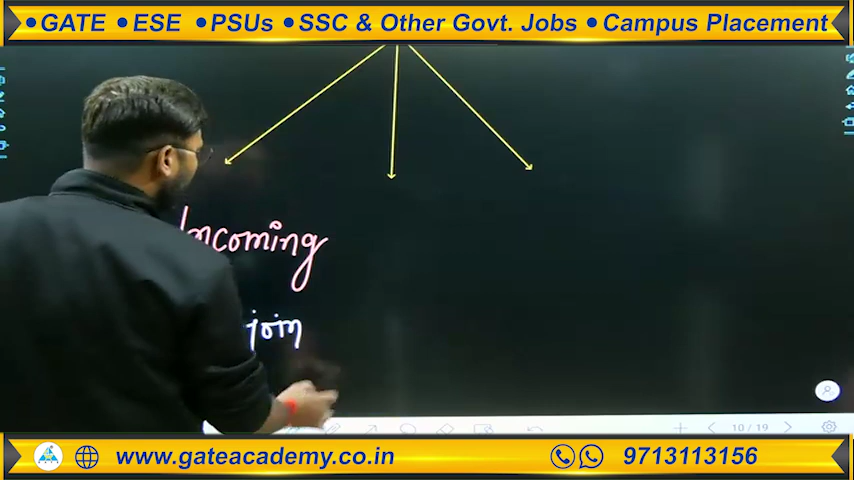 •GATE •ESE •PSUs •SSC & Other Govt. Jobs •Campus Placement
Incoming
join
10 / 19
www.gateacademy.co.in 9713113156